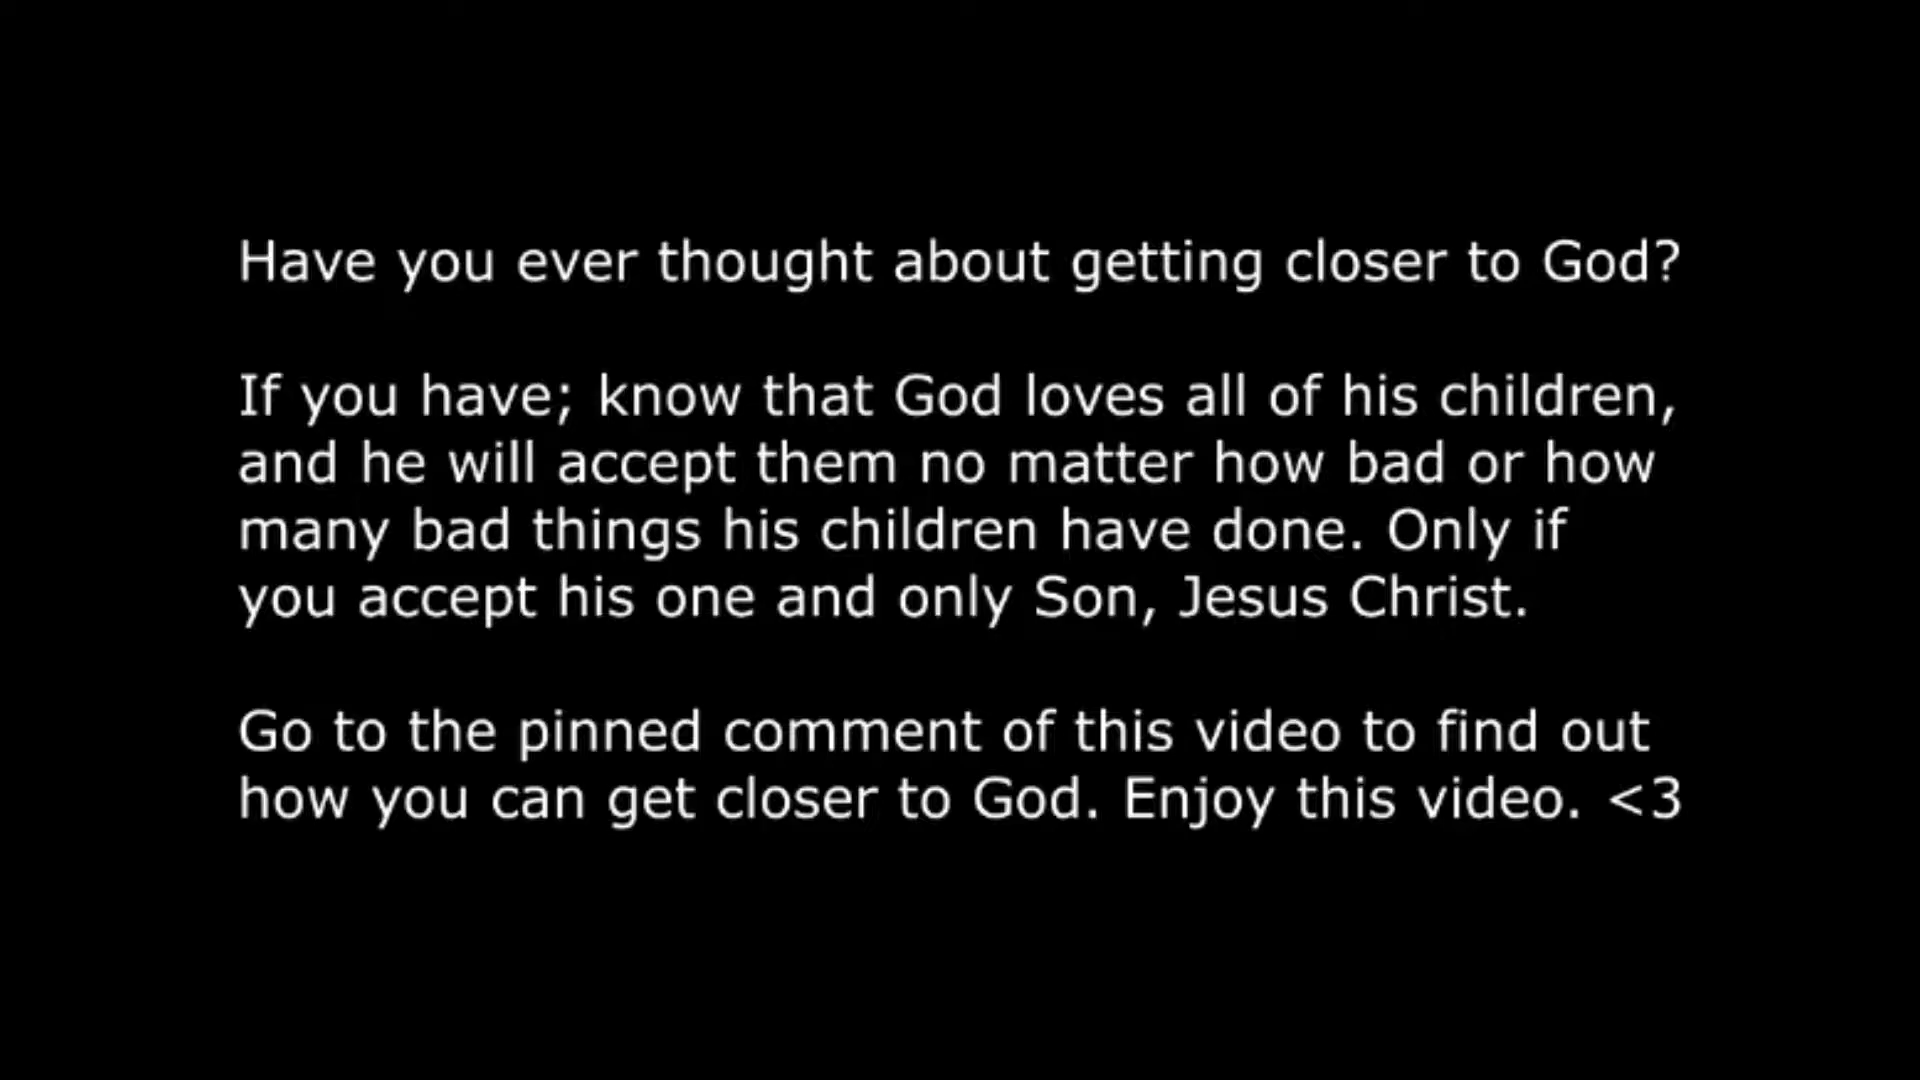 Have you ever thought about getting closer to God?
If you have; know that God loves all of his children,
and he will accept them no matter how bad or how
many bad things his children have done. Only if
you accept his one and only Son, Jesus Christ.
Go to the pinned comment of this video to find out
how you can get closer to God. Enjoy this video. <3